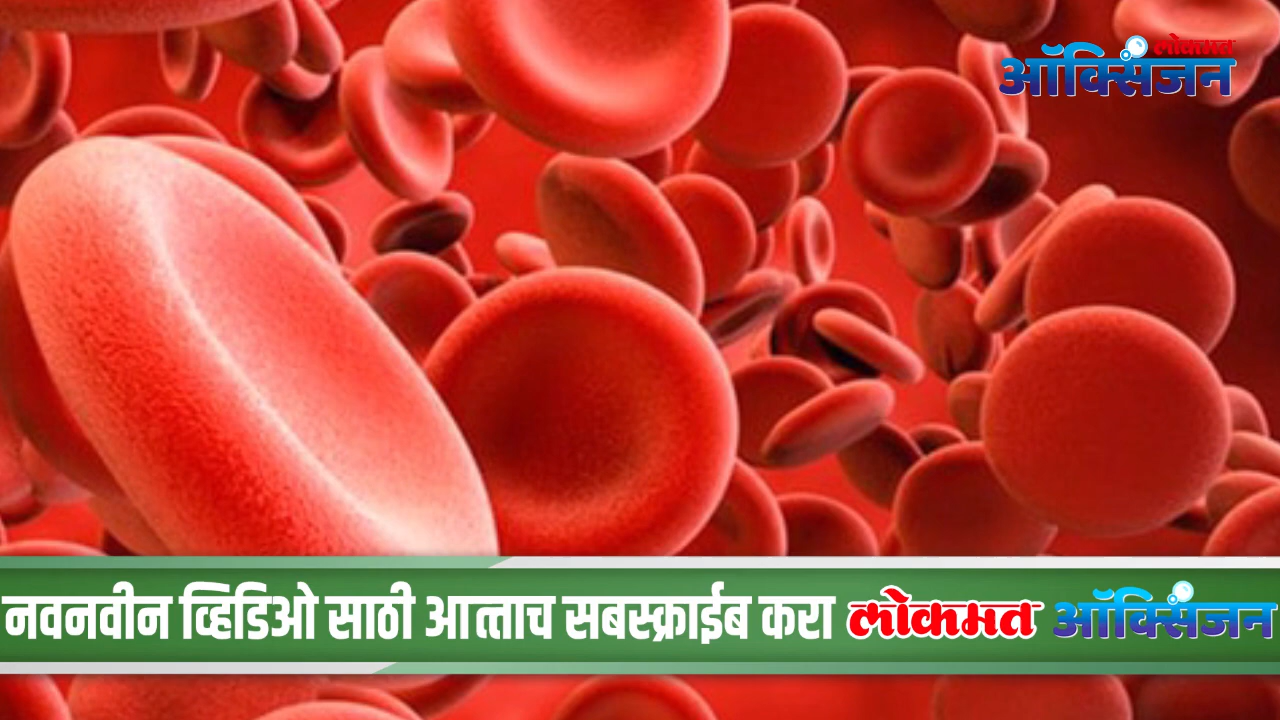 लोकमत
ऑक्सिजन
नवनवीन व्हिडिओ साठी आत्ताच सबस्क्राईब करा लोकमत ऑक्सिजन